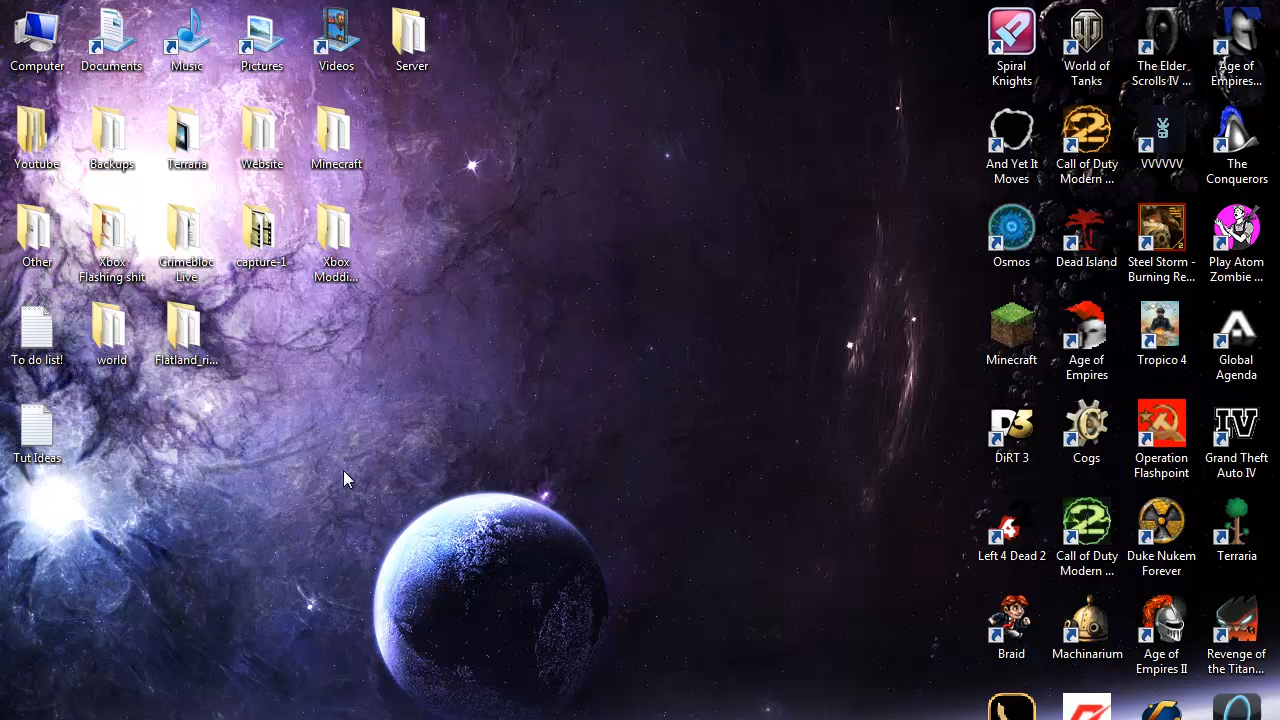 Computer
Documents
Music
Pictures
Videos
Server
Spiral
Knights
World of
Tanks
The Elder
Scrolls IV ...
Age of
Empires...
Youtube
Backups
Terraria
Website
Minecraft
And Yet It
Moves
Call of Duty
Modern ...
VVVVVV
The
Conquerors
Other
Xbox
Flashing shit
Crimebloc
Live
capture-1
Xbox
Moddi...
Osmos
Dead Island
Steel Storm -
Burning Re...
Play Atom
Zombie ...
To do list!
world
Flatland_ri...
Minecraft
Age of
Empires
Tropico 4
Global
Agenda
Tut Ideas
D3
DiRT 3
Cogs
Operation
Flashpoint
IV
Grand Theft
Auto IV
Left 4 Dead 2
Call of Duty
Modern ...
Duke Nukem
Forever
Terraria
Braid
Machinarium
Age of
Empires II
Revenge of
the Titan...